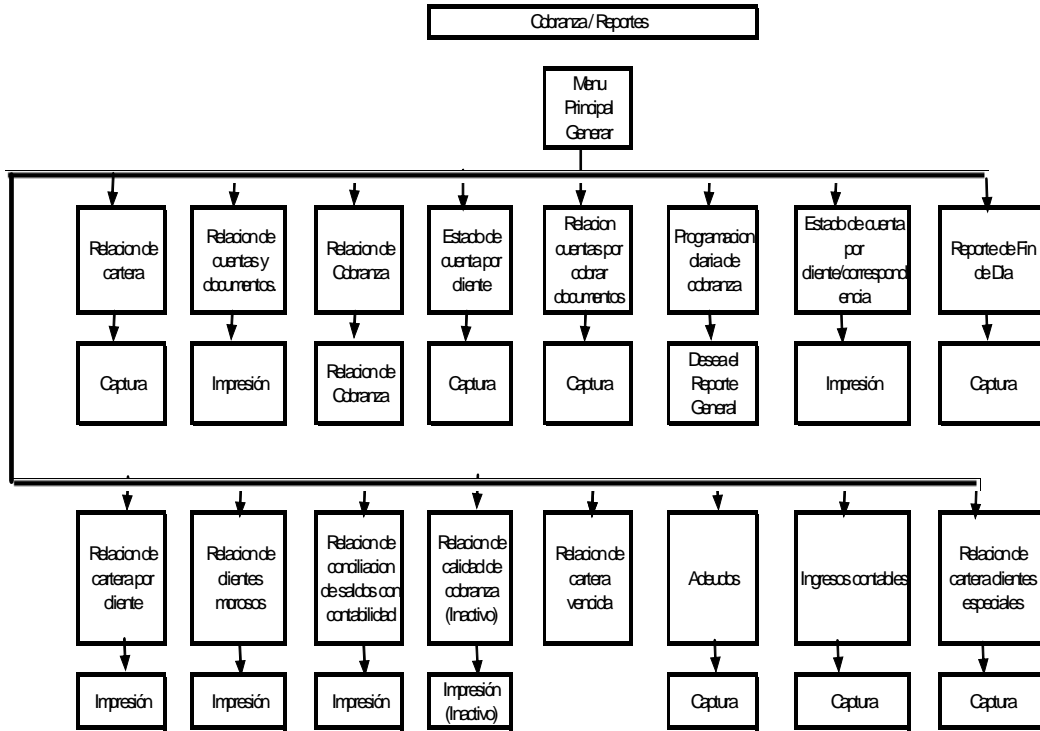 Cobranza / Reportes
Menu
Principal
Generar
Relacion de
cartera
Relacion de
cuentas y
documentos.
Relacion de
Cobranza
Estado de
cuenta por
cliente
Relacion
cuentas por
cobrar
documentos
Programacion
diaria de
cobranza
Estado de cuenta
por
cliente/correspond
encia
Reporte de Fin
de Dia
Captura
Impresión
Relacion de
Cobranza
Captura
Captura
Desea el
Reporte
General
Impresión
Captura
Relacion de
cartera por
cliente
Relacion de
clientes
morosos
Relacion de
conciliacion
de saldos con
contabilidad
Relacion de
calidad de
cobranza
(Inactivo)
Relacion de
cartera
vencida
Adeudos
Ingresos contables
Relacion de
cartera clientes
especiales
Impresión
Impresión
Impresión
Impresión
(Inactivo)
Captura
Captura
Captura